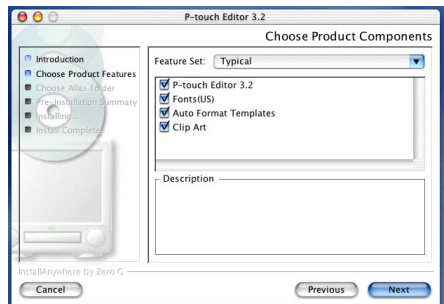 P-touch Editor 3.2
Choose Product Components
Introduction
Choose Product Features
Choose Alias Folder
Pre-Installation Summary
Installing...
Install Complete
Feature Set: Typical
P-touch Editor 3.2
Fonts(US)
Auto Format Templates
Clip Art
Description
InstallAnywhere by Zero G
Cancel
Previous
Next